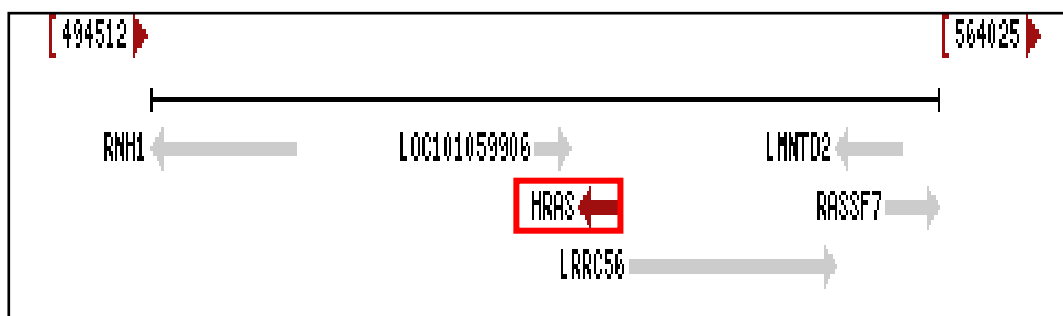 [ 494512 [ 564025
RNH1 LOC101059906 LMNTD2
HRAS RASSF7
LRRC56